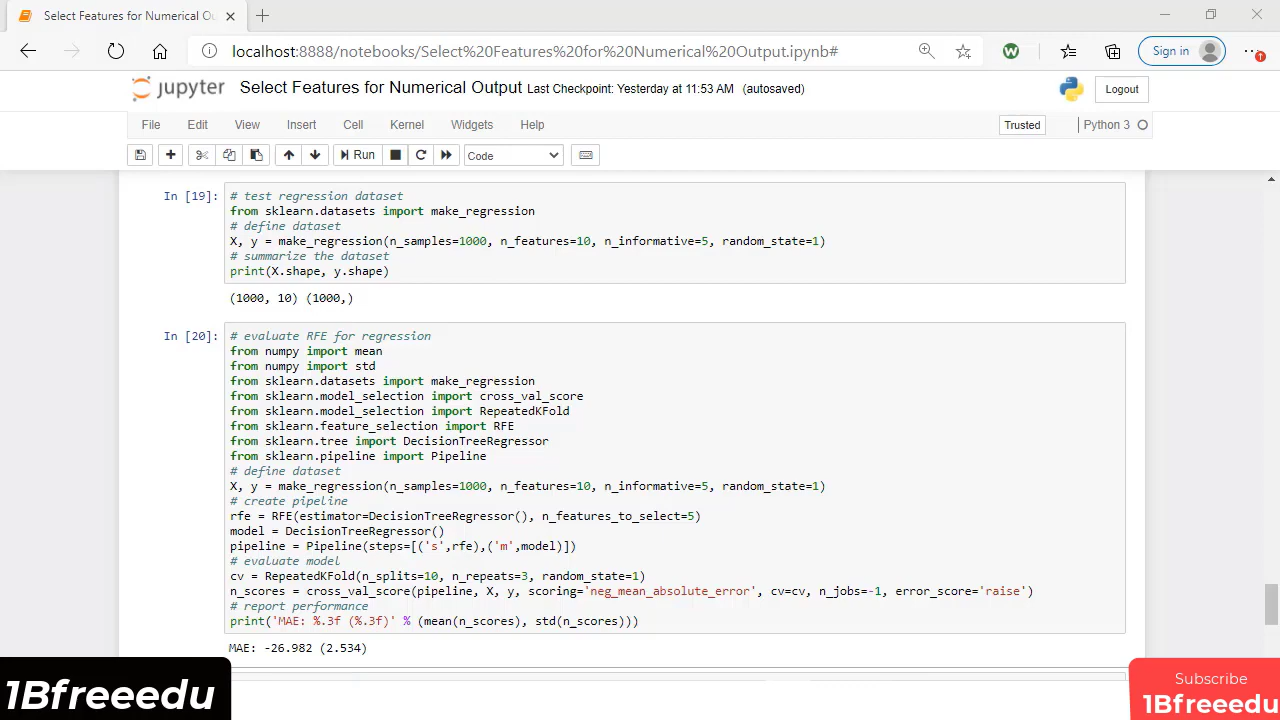 Select Features for Numerical Ou
localhost:8888/notebooks/Select%20Features%20for%20Numerical%20Output.ipynb#
W
Sign in
jupyter Select Features for Numerical Output Last Checkpoint: Yesterday at 11:53 AM (autosaved)
Logout
File Edit View Insert Cell Kernel Widgets Help
Trusted
Python 3
Run
Code
In [19]:
# test regression dataset
from sklearn.datasets import make_regression
# define dataset
X, y = make_regression(n_samples=1000, n_features=10, n_informative=5, random_state=1)
# summarize the dataset
print(X.shape, y.shape)
(1000, 10) (1000,)
In [20]:
# evaluate RFE for regression
from numpy import mean
from numpy import std
from sklearn.datasets import make_regression
from sklearn.model_selection import cross_val_score
from sklearn.model_selection import RepeatedKFold
from sklearn.feature_selection import RFE
from sklearn.tree import DecisionTreeRegressor
from sklearn.pipeline import Pipeline
# define dataset
X, y = make_regression(n_samples=1000, n_features=10, n_informative=5, random_state=1)
# create pipeline
rfe = RFE(estimator=DecisionTreeRegressor(), n_features_to_select=5)
model = DecisionTreeRegressor()
pipeline = Pipeline(steps=[('s',rfe),('m',model)])
# evaluate model
cv = RepeatedKFold(n_splits=10, n_repeats=3, random_state=1)
n_scores = cross_val_score(pipeline, X, y, scoring='neg_mean_absolute_error', cv=cv, n_jobs=-1, error_score='raise')
# report performance
print('MAE: %.3f (%.3f)' % (mean(n_scores), std(n_scores)))
MAE: -26.982 (2.534)
1Bfreeedu
Subscribe
1Bfreeedu